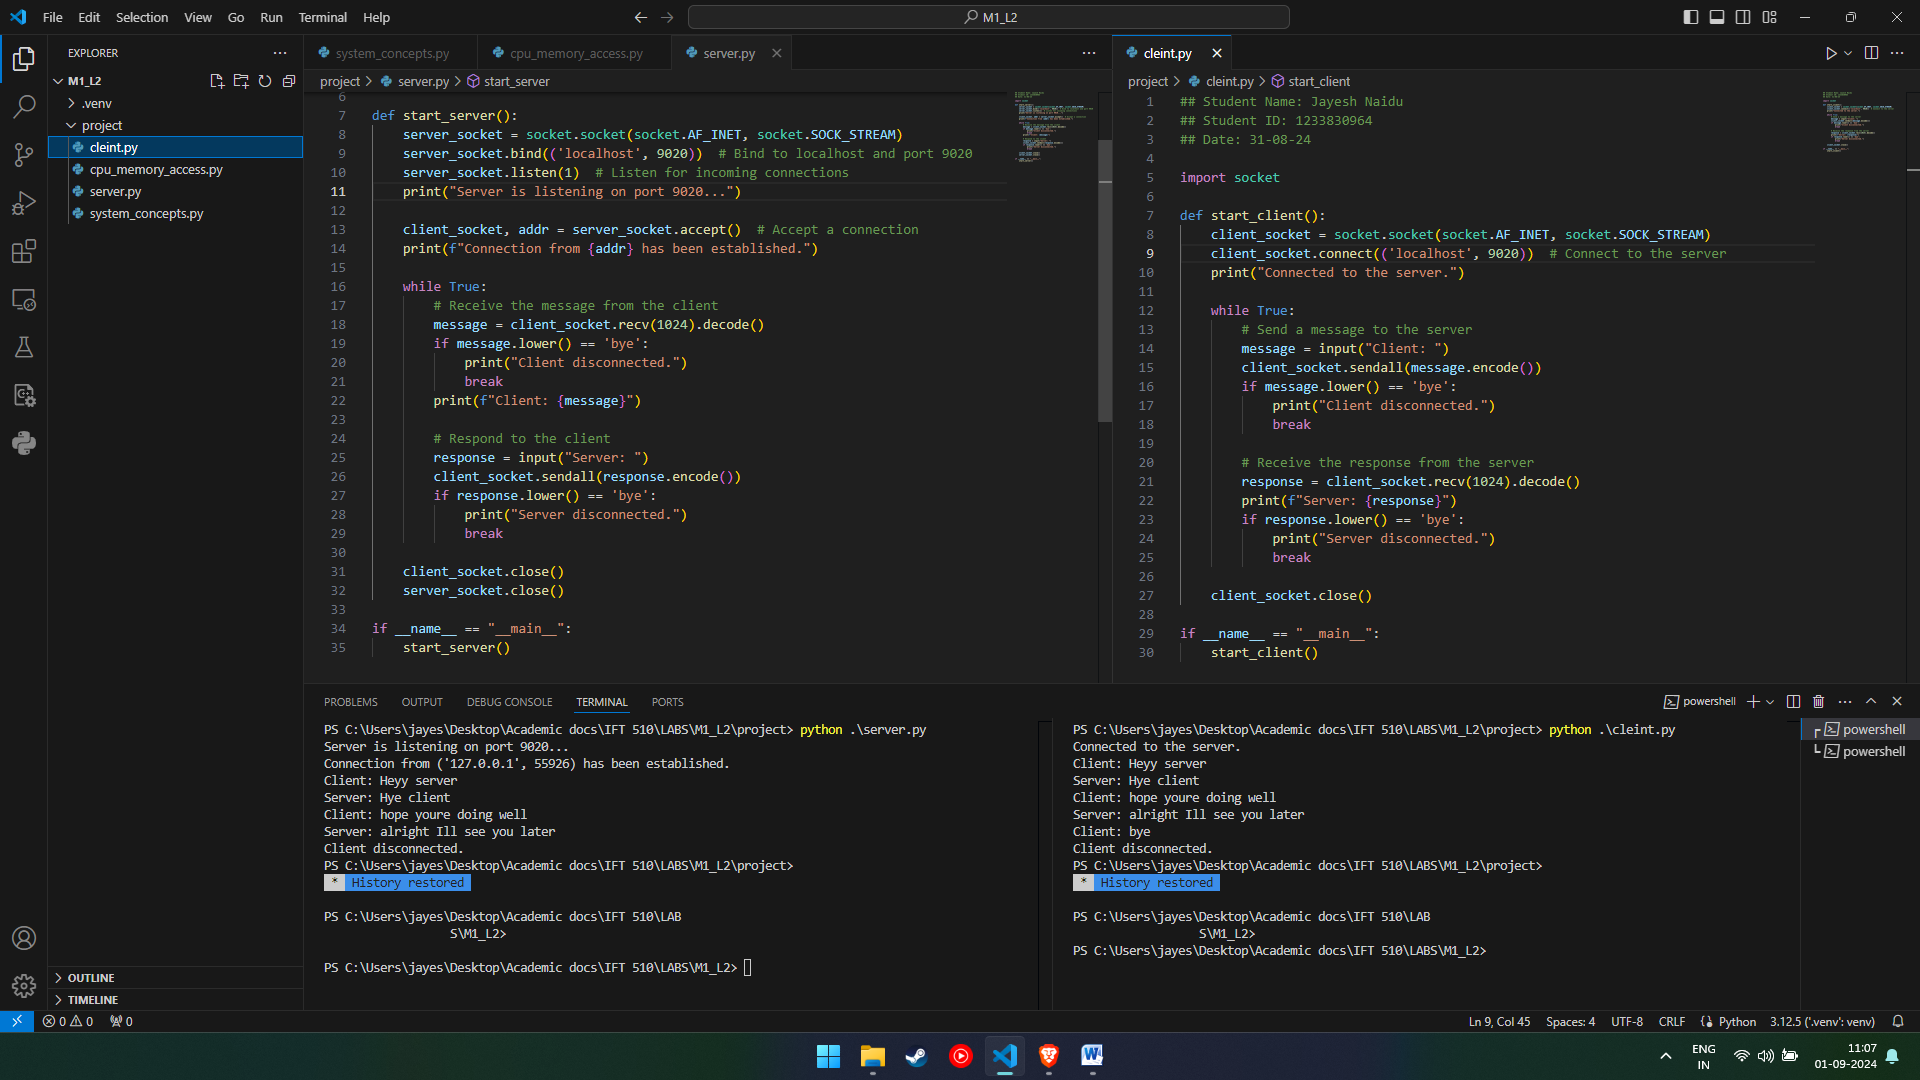 File Edit Selection View Go Run Terminal Help
M1_L2
EXPLORER
M1_L2
.venv
project
cleint.py
cpu_memory_access.py
server.py
system_concepts.py
OUTLINE
TIMELINE
system_concepts.py cpu_memory_access.py server.py
project > server.py > start_server
6
7 def start_server():
8 server_socket = socket.socket(socket.AF_INET, socket.SOCK_STREAM)
9 server_socket.bind(('localhost', 9020)) # Bind to localhost and port 9020
10 server_socket.listen(1) # Listen for incoming connections
11 print("Server is listening on port 9020...")
12
13 client_socket, addr = server_socket.accept() # Accept a connection
14 print(f"Connection from {addr} has been established.")
15
16 while True:
17 # Receive the message from the client
18 message = client_socket.recv(1024).decode()
19 if message.lower() == 'bye':
20 print("Client disconnected.")
21 break
22 print(f"Client: {message}")
23
24 # Respond to the client
25 response = input("Server: ")
26 client_socket.sendall(response.encode())
27 if response.lower() == 'bye':
28 print("Server disconnected.")
29 break
30
31 client_socket.close()
32 server_socket.close()
33
34 if __name__ == "__main__":
35 start_server()
cleint.py
project > cleint.py > start_client
1 ## Student Name: Jayesh Naidu
2 ## Student ID: 1233830964
3 ## Date: 31-08-24
4
5 import socket
6
7 def start_client():
8 client_socket = socket.socket(socket.AF_INET, socket.SOCK_STREAM)
9 client_socket.connect(('localhost', 9020)) # Connect to the server
10 print("Connected to the server.")
11
12 while True:
13 # Send a message to the server
14 message = input("Client: ")
15 client_socket.sendall(message.encode())
16 if message.lower() == 'bye':
17 print("Client disconnected.")
18 break
19
20 # Receive the response from the server
21 response = client_socket.recv(1024).decode()
22 print(f"Server: {response}")
23 if response.lower() == 'bye':
24 print("Server disconnected.")
25 break
26
27 client_socket.close()
28
29 if __name__ == "__main__":
30 start_client()
PROBLEMS OUTPUT DEBUG CONSOLE TERMINAL PORTS
powershell
PS C:\Users\jayes\Desktop\Academic docs\IFT 510\LABS\M1_L2\project> python .\server.py
Server is listening on port 9020...
Connection from ('127.0.0.1', 55926) has been established.
Client: Heyy server
Server: Hye client
Client: hope youre doing well
Server: alright Ill see you later
Client disconnected.
PS C:\Users\jayes\Desktop\Academic docs\IFT 510\LABS\M1_L2\project>
* History restored
PS C:\Users\jayes\Desktop\Academic docs\IFT 510\LAB
S\M1_L2>
PS C:\Users\jayes\Desktop\Academic docs\IFT 510\LABS\M1_L2>
PS C:\Users\jayes\Desktop\Academic docs\IFT 510\LABS\M1_L2\project> python .\cleint.py
Connected to the server.
Client: Heyy server
Server: Hye client
Client: hope youre doing well
Server: alright Ill see you later
Client: bye
Client disconnected.
PS C:\Users\jayes\Desktop\Academic docs\IFT 510\LABS\M1_L2\project>
* History restored
PS C:\Users\jayes\Desktop\Academic docs\IFT 510\LAB
S\M1_L2>
PS C:\Users\jayes\Desktop\Academic docs\IFT 510\LABS\M1_L2>
powershell
powershell
0 0 0
Ln 9, Col 45 Spaces: 4 UTF-8 CRLF Python 3.12.5 ('.venv': venv)
ENG
IN
11:07
01-09-2024